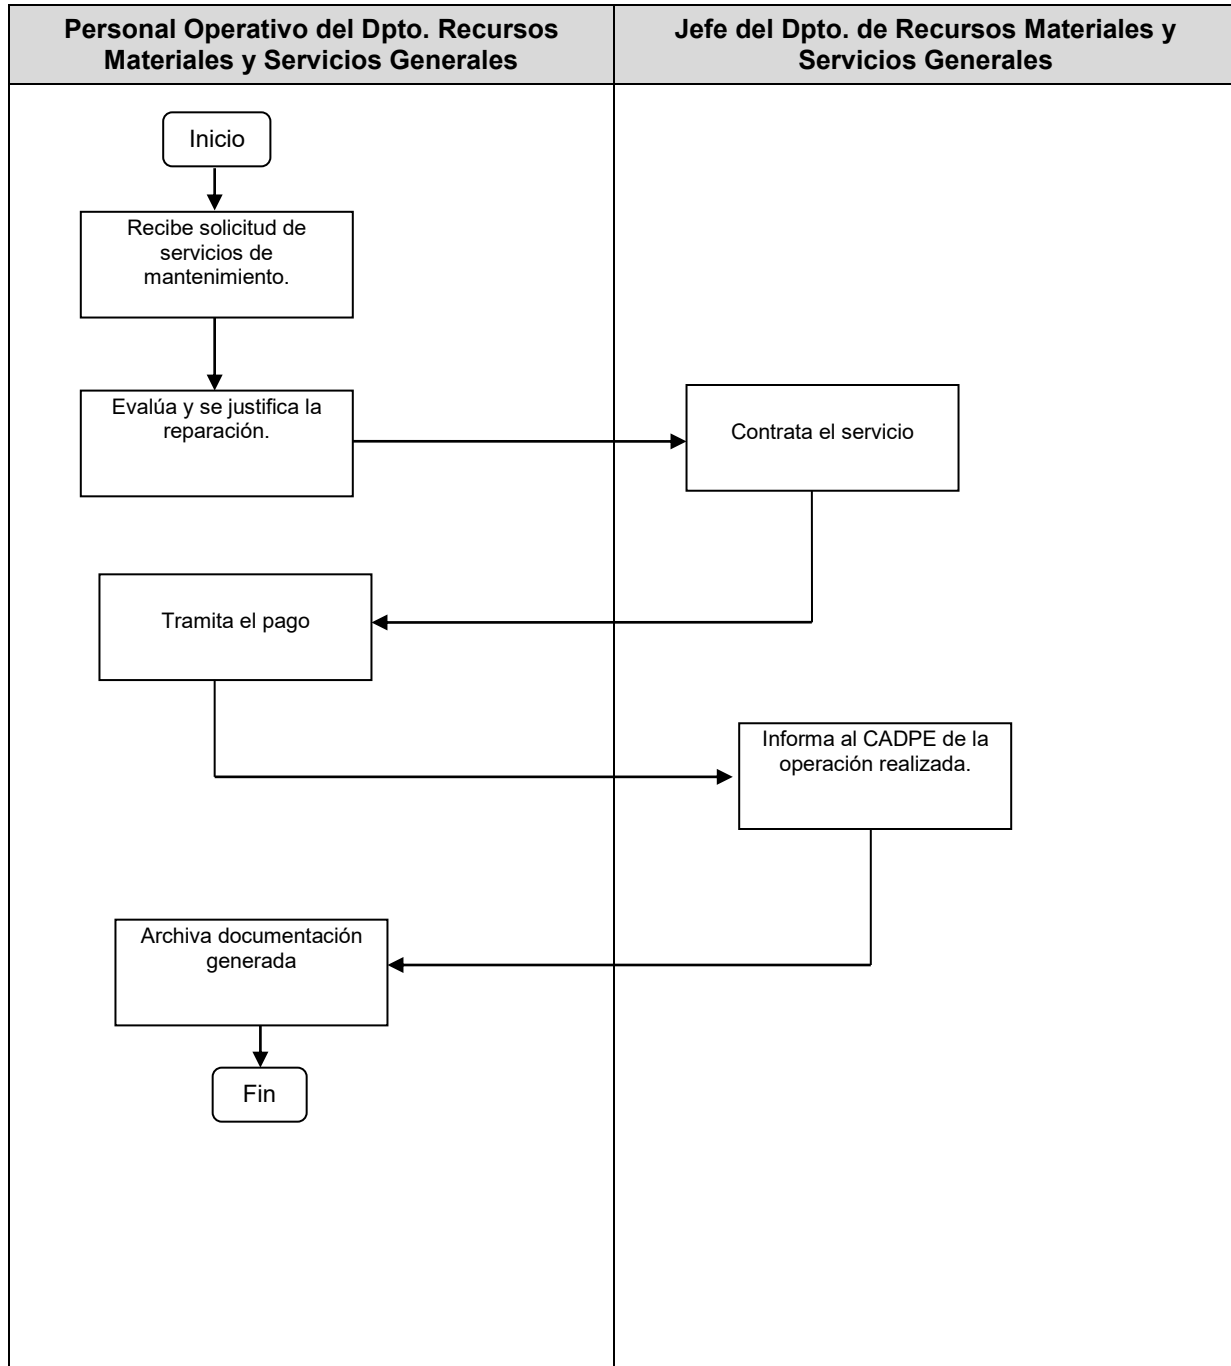 Personal Operativo del Dpto. Recursos
Materiales y Servicios Generales
Jefe del Dpto. de Recursos Materiales y
Servicios Generales
Inicio
Recibe solicitud de
servicios de
mantenimiento.
Evalúa y se justifica la
reparación.
Contrata el servicio
Tramita el pago
Informa al CADPE de la
operación realizada.
Archiva documentación
generada
Fin